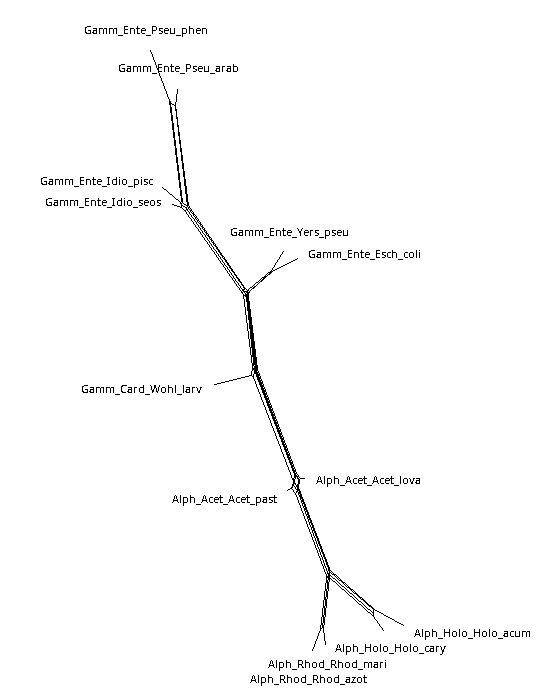 Gamm_Ente_Pseu_phen
Gamm_Ente_Pseu_arab
Gamm_Ente_Idio_pisc
Gamm_Ente_Idio_seos
Gamm_Ente_Yers_pseu
Gamm_Ente_Esch_coli
Gamm_Card_Wohl_larv
Alph_Acet_Acet_lova
Alph_Acet_Acet_past
Alph_Holo_Holo_acum
Alph_Holo_Holo_cary
Alph_Rhod_Rhod_mari
Alph_Rhod_Rhod_azot